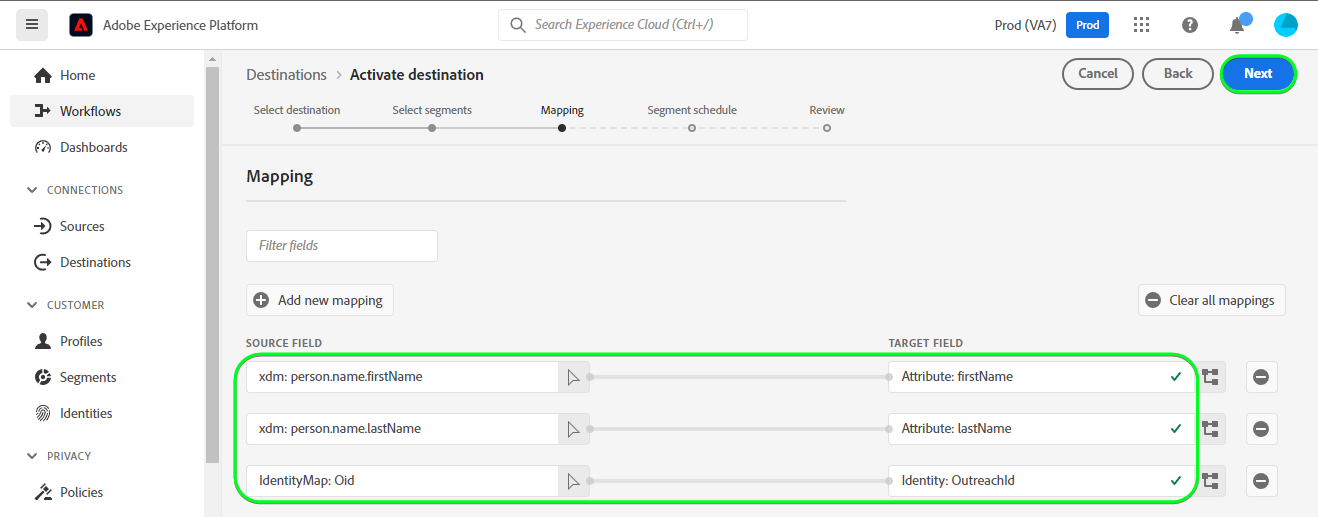 Adobe Experience Platform
Search Experience Cloud (Ctrl+/)
Prod (VA7)
Prod
Home
Workflows
Dashboards
CONNECTIONS
Sources
Destinations
CUSTOMER
Profiles
Segments
Identities
PRIVACY
Policies
Destinations > Activate destination
Cancel
Back
Next
Select destination
Select segments
Mapping
Segment schedule
Review
Mapping
Filter fields
Add new mapping
Clear all mappings
SOURCE FIELD
TARGET FIELD
xdm: person.name.firstName
Attribute: firstName
xdm: person.name.lastName
Attribute: lastName
IdentityMap: Oid
Identity: OutreachId